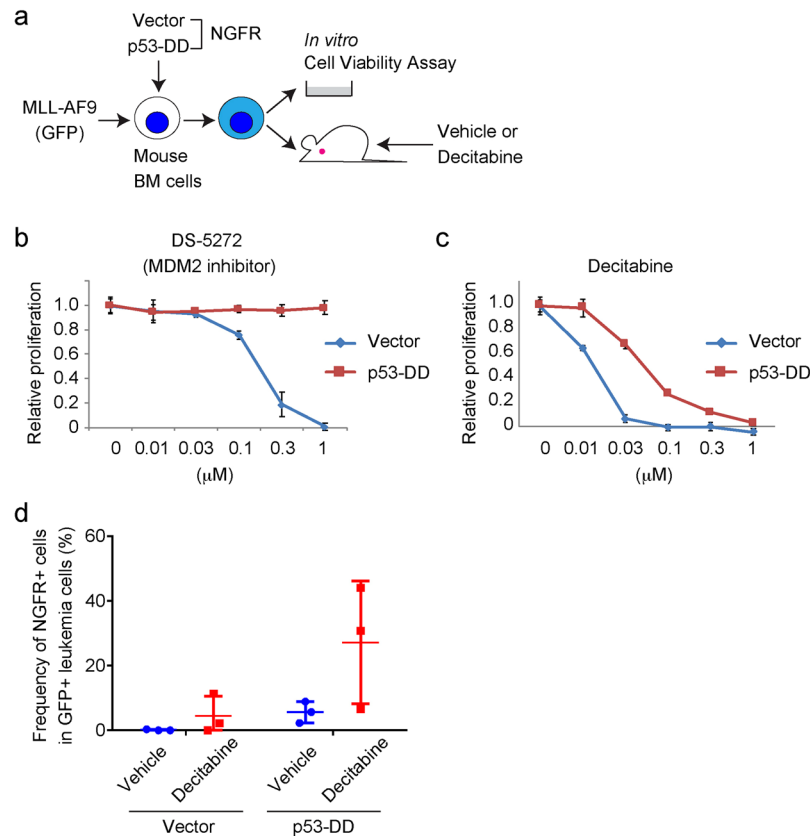 a
Vector
p53-DD
NGFR
In vitro
Cell Viability Assay
MLL-AF9
(GFP)
Mouse
BM cells
Vehicle or
Decitabine
b
DS-5272
(MDM2 inhibitor)
Relative proliferation
1.0
0.8
0.6
0.4
0.2
0
0 0.01 0.03 0.1 0.3 1
(µM)
Vector
p53-DD
c
Decitabine
Relative proliferation
1.0
0.8
0.6
0.4
0.2
0
0 0.01 0.03 0.1 0.3 1
(µM)
Vector
p53-DD
d
Frequency of NGFR+ cells
in GFP+ leukemia cells (%)
60
40
20
0
Vehicle
Decitabine
Vehicle
Decitabine
Vector
p53-DD